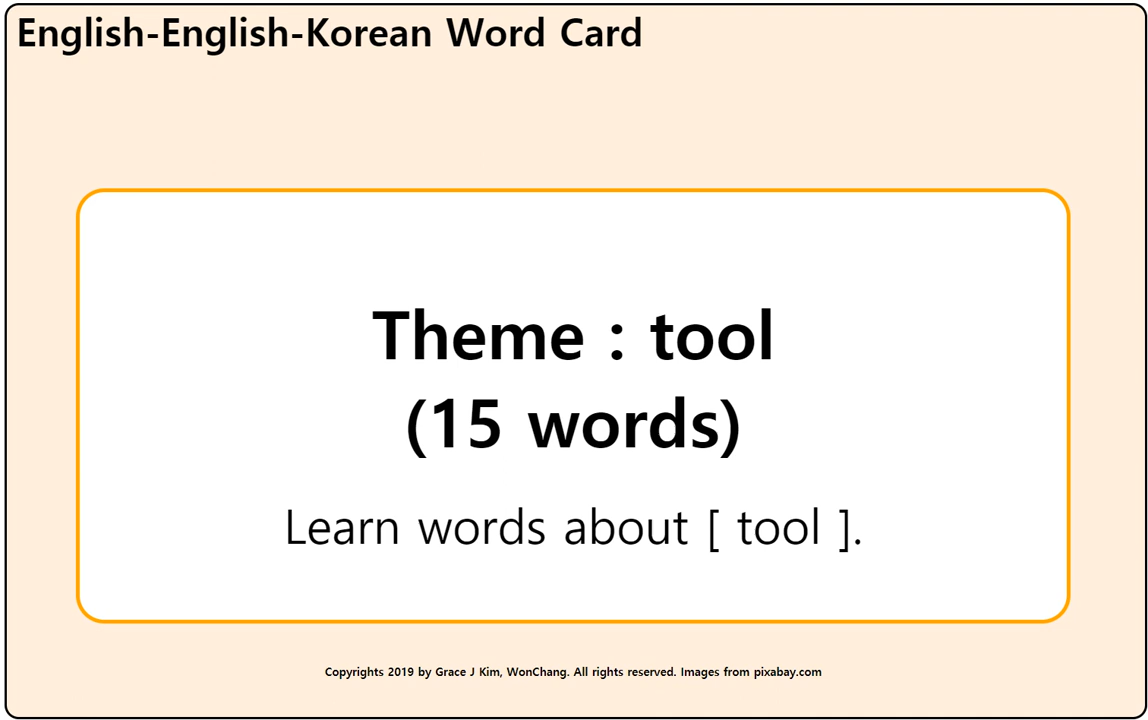 English-English-Korean Word Card
Theme : tool
(15 words)
Learn words about [ tool ].
Copyrights 2019 by Grace J Kim, WonChang. All rights reserved. Images from pixabay.com